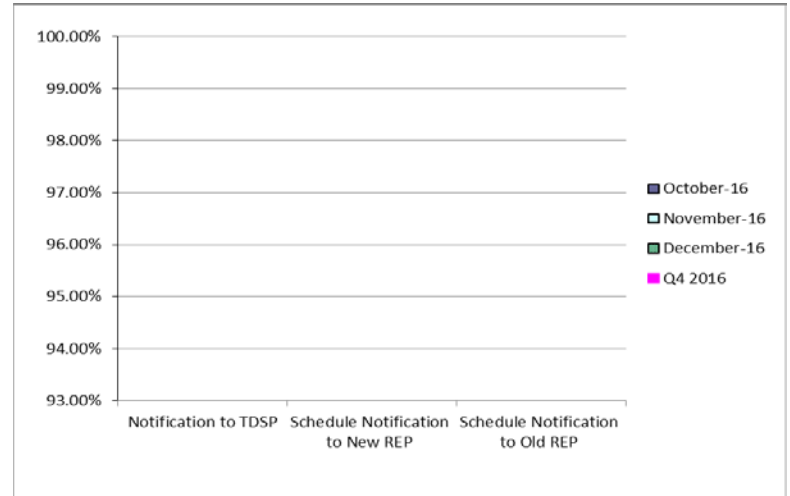 100.00%
99.00%
98.00%
97.00%
96.00%
95.00%
94.00%
93.00%
Notification to TDSP
Schedule Notification
to New REP
Schedule Notification
to Old REP
October-16
November-16
December-16
Q4 2016